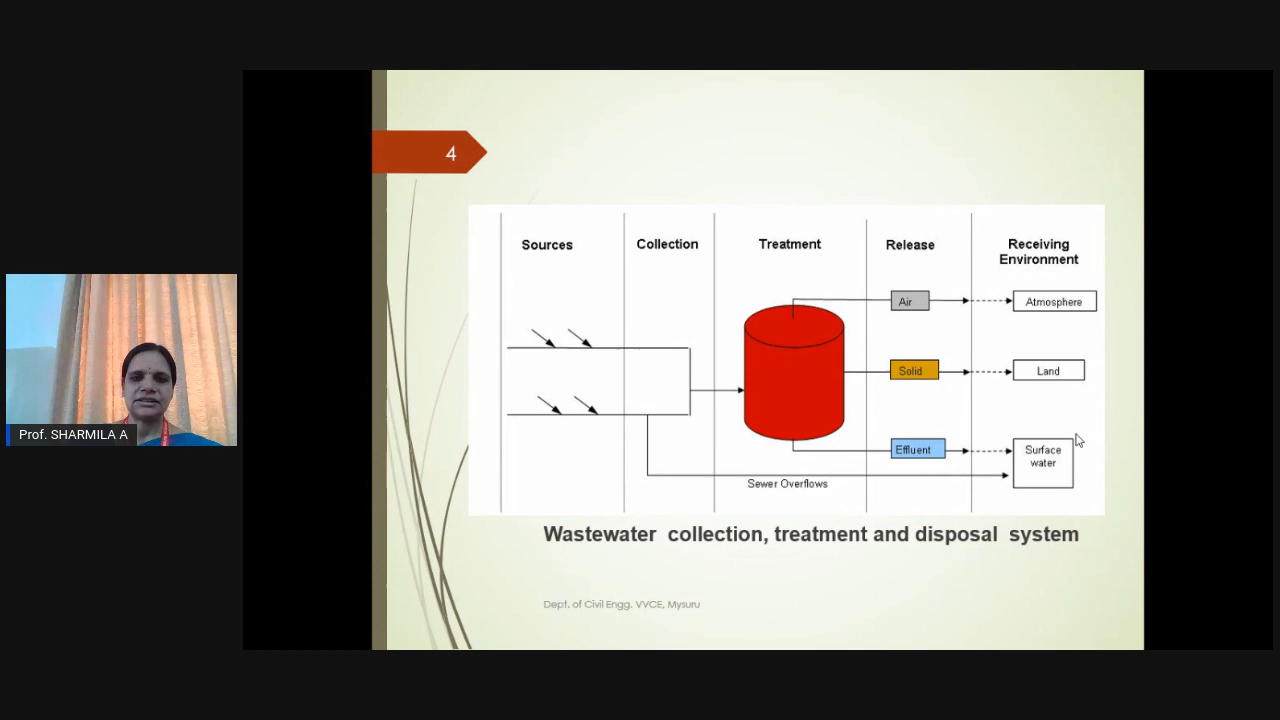 4
Sources
Collection
Treatment
Release
Receiving
Environment
Air
Atmosphere
Solid
Land
Effluent
Surface
water
Sewer Overflows
Wastewater collection, treatment and disposal system
Dept. of Civil Engg. VVCE, Mysuru
Prof. SHARMILA A